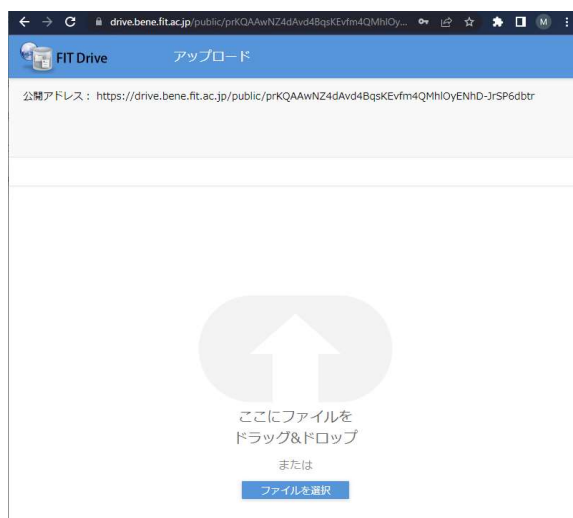 drive.bene.fit.ac.jp/public/prKQAAwNZ4dAvd4BqsKEvfm4QMhlOy...
M
FIT Drive
アップロード
公開アドレス： https://drive.bene.fit.ac.jp/public/prKQAAwNZ4dAvd4BqsKEvfm4QMhlOyENhD-JrSP6dbtr
ここにファイルを
ドラッグ&ドロップ
または
ファイルを選択